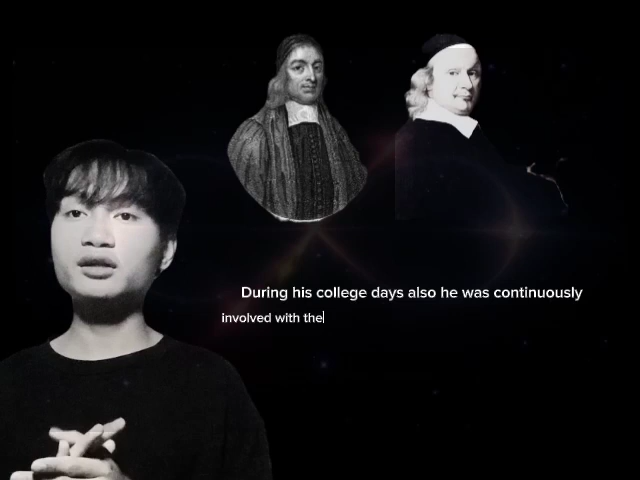 During his college days also he was continuously
involved with the